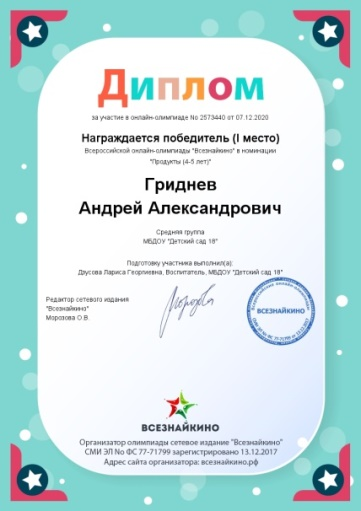 Диплом
за участие в онлайн-олимпиаде No 2573440 от 07.12.2020
Награждается победитель (I место)
Всероссийской онлайн-олимпиады "Всезнайкино" в номинации
"Продукты (4-5 лет)"
Гриднев
Андрей Александрович
Средняя группа
МБДОУ "Детский сад 18"
Подготовку участника выполнил(а):
Даусова Лариса Георгиевна, Воспитатель, МБДОУ "Детский сад 18"
Редактор сетевого издания
"Всезнайкино"
Морозова О.В.
ВСЕЗНАЙКИНО
ВСЕЗНАЙКИНО
Организатор олимпиады сетевое издание "Всезнайкино"
СМИ ЭЛ No ФС 77-71799 зарегистрировано 13.12.2017
Адрес сайта организатора: всезнайкино.рф